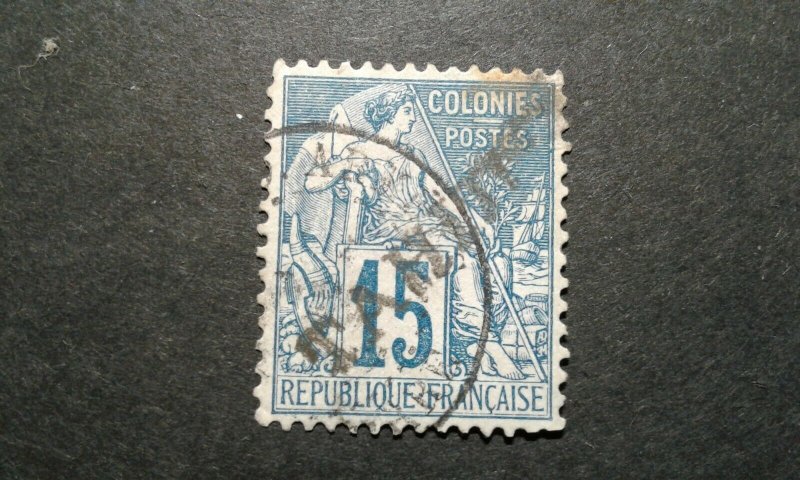 COLONIES
POSTES
15
REPUBLIQUE FRANÇAISE